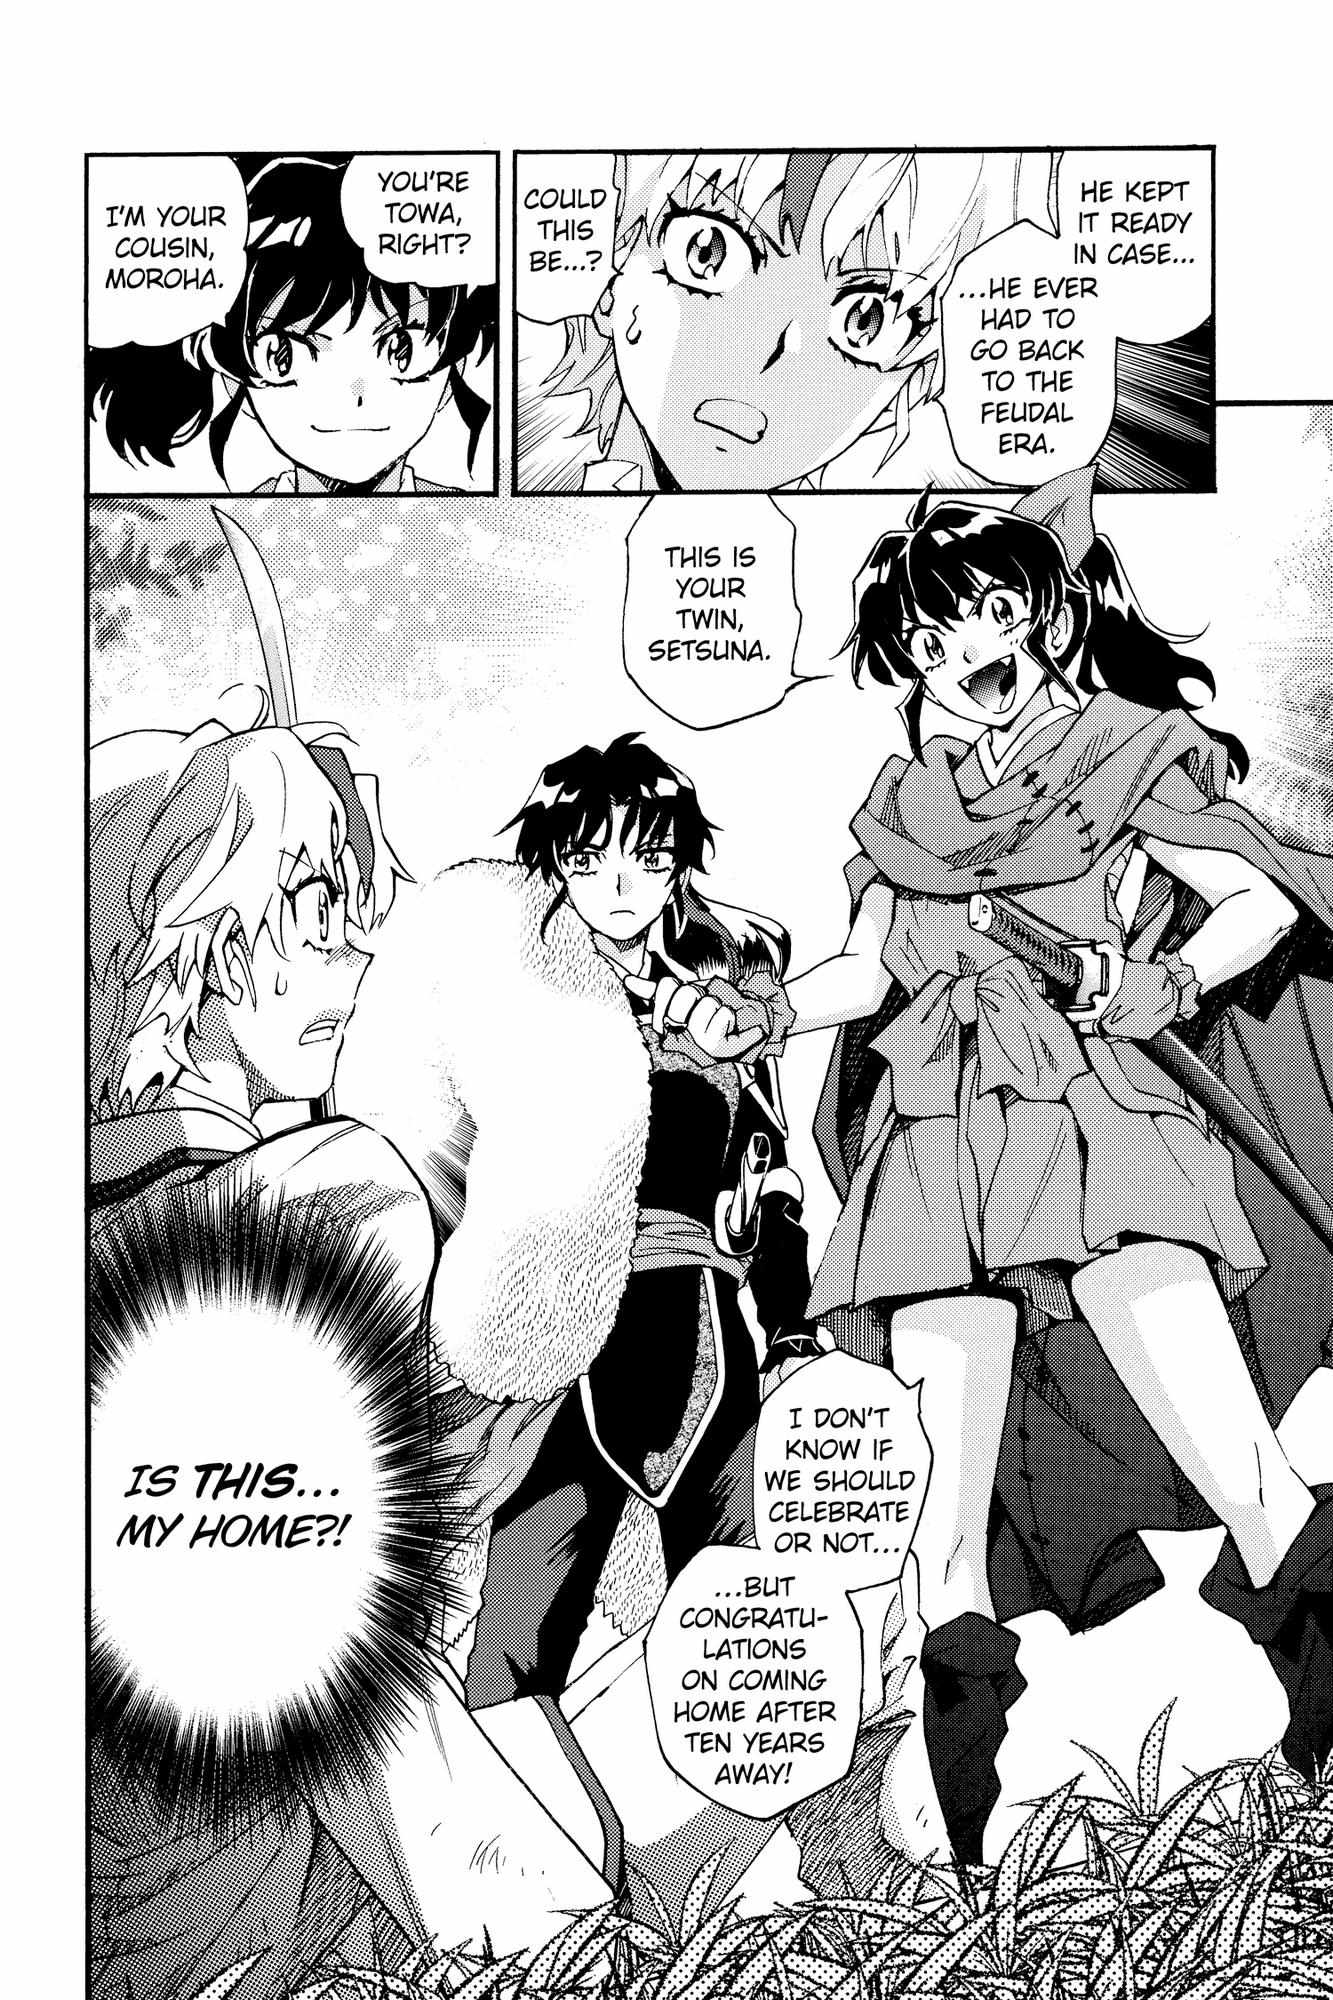 HE KEPT
IT READY
IN CASE...
...HE EVER
HAD TO
GO BACK
TO THE
FEUDAL
ERA.
COULD
THIS
BE...?
YOU'RE
TOWA,
RIGHT?
I'M YOUR
COUSIN,
MOROHA.
THIS IS
YOUR
TWIN,
SETSUNA.
I DON'T
KNOW IF
WE SHOULD
CELEBRATE
OR NOT...
...BUT
CONGRATU-
LATIONS
ON COMING
HOME AFTER
TEN YEARS
AWAY!
IS THIS...
MY HOME?!